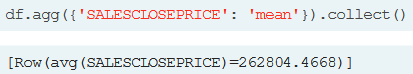 df.agg({'SALESCLOSEPRICE': 'mean'}).collect()
[Row(avg(SALESCLOSEPRICE)=262804.4668)]